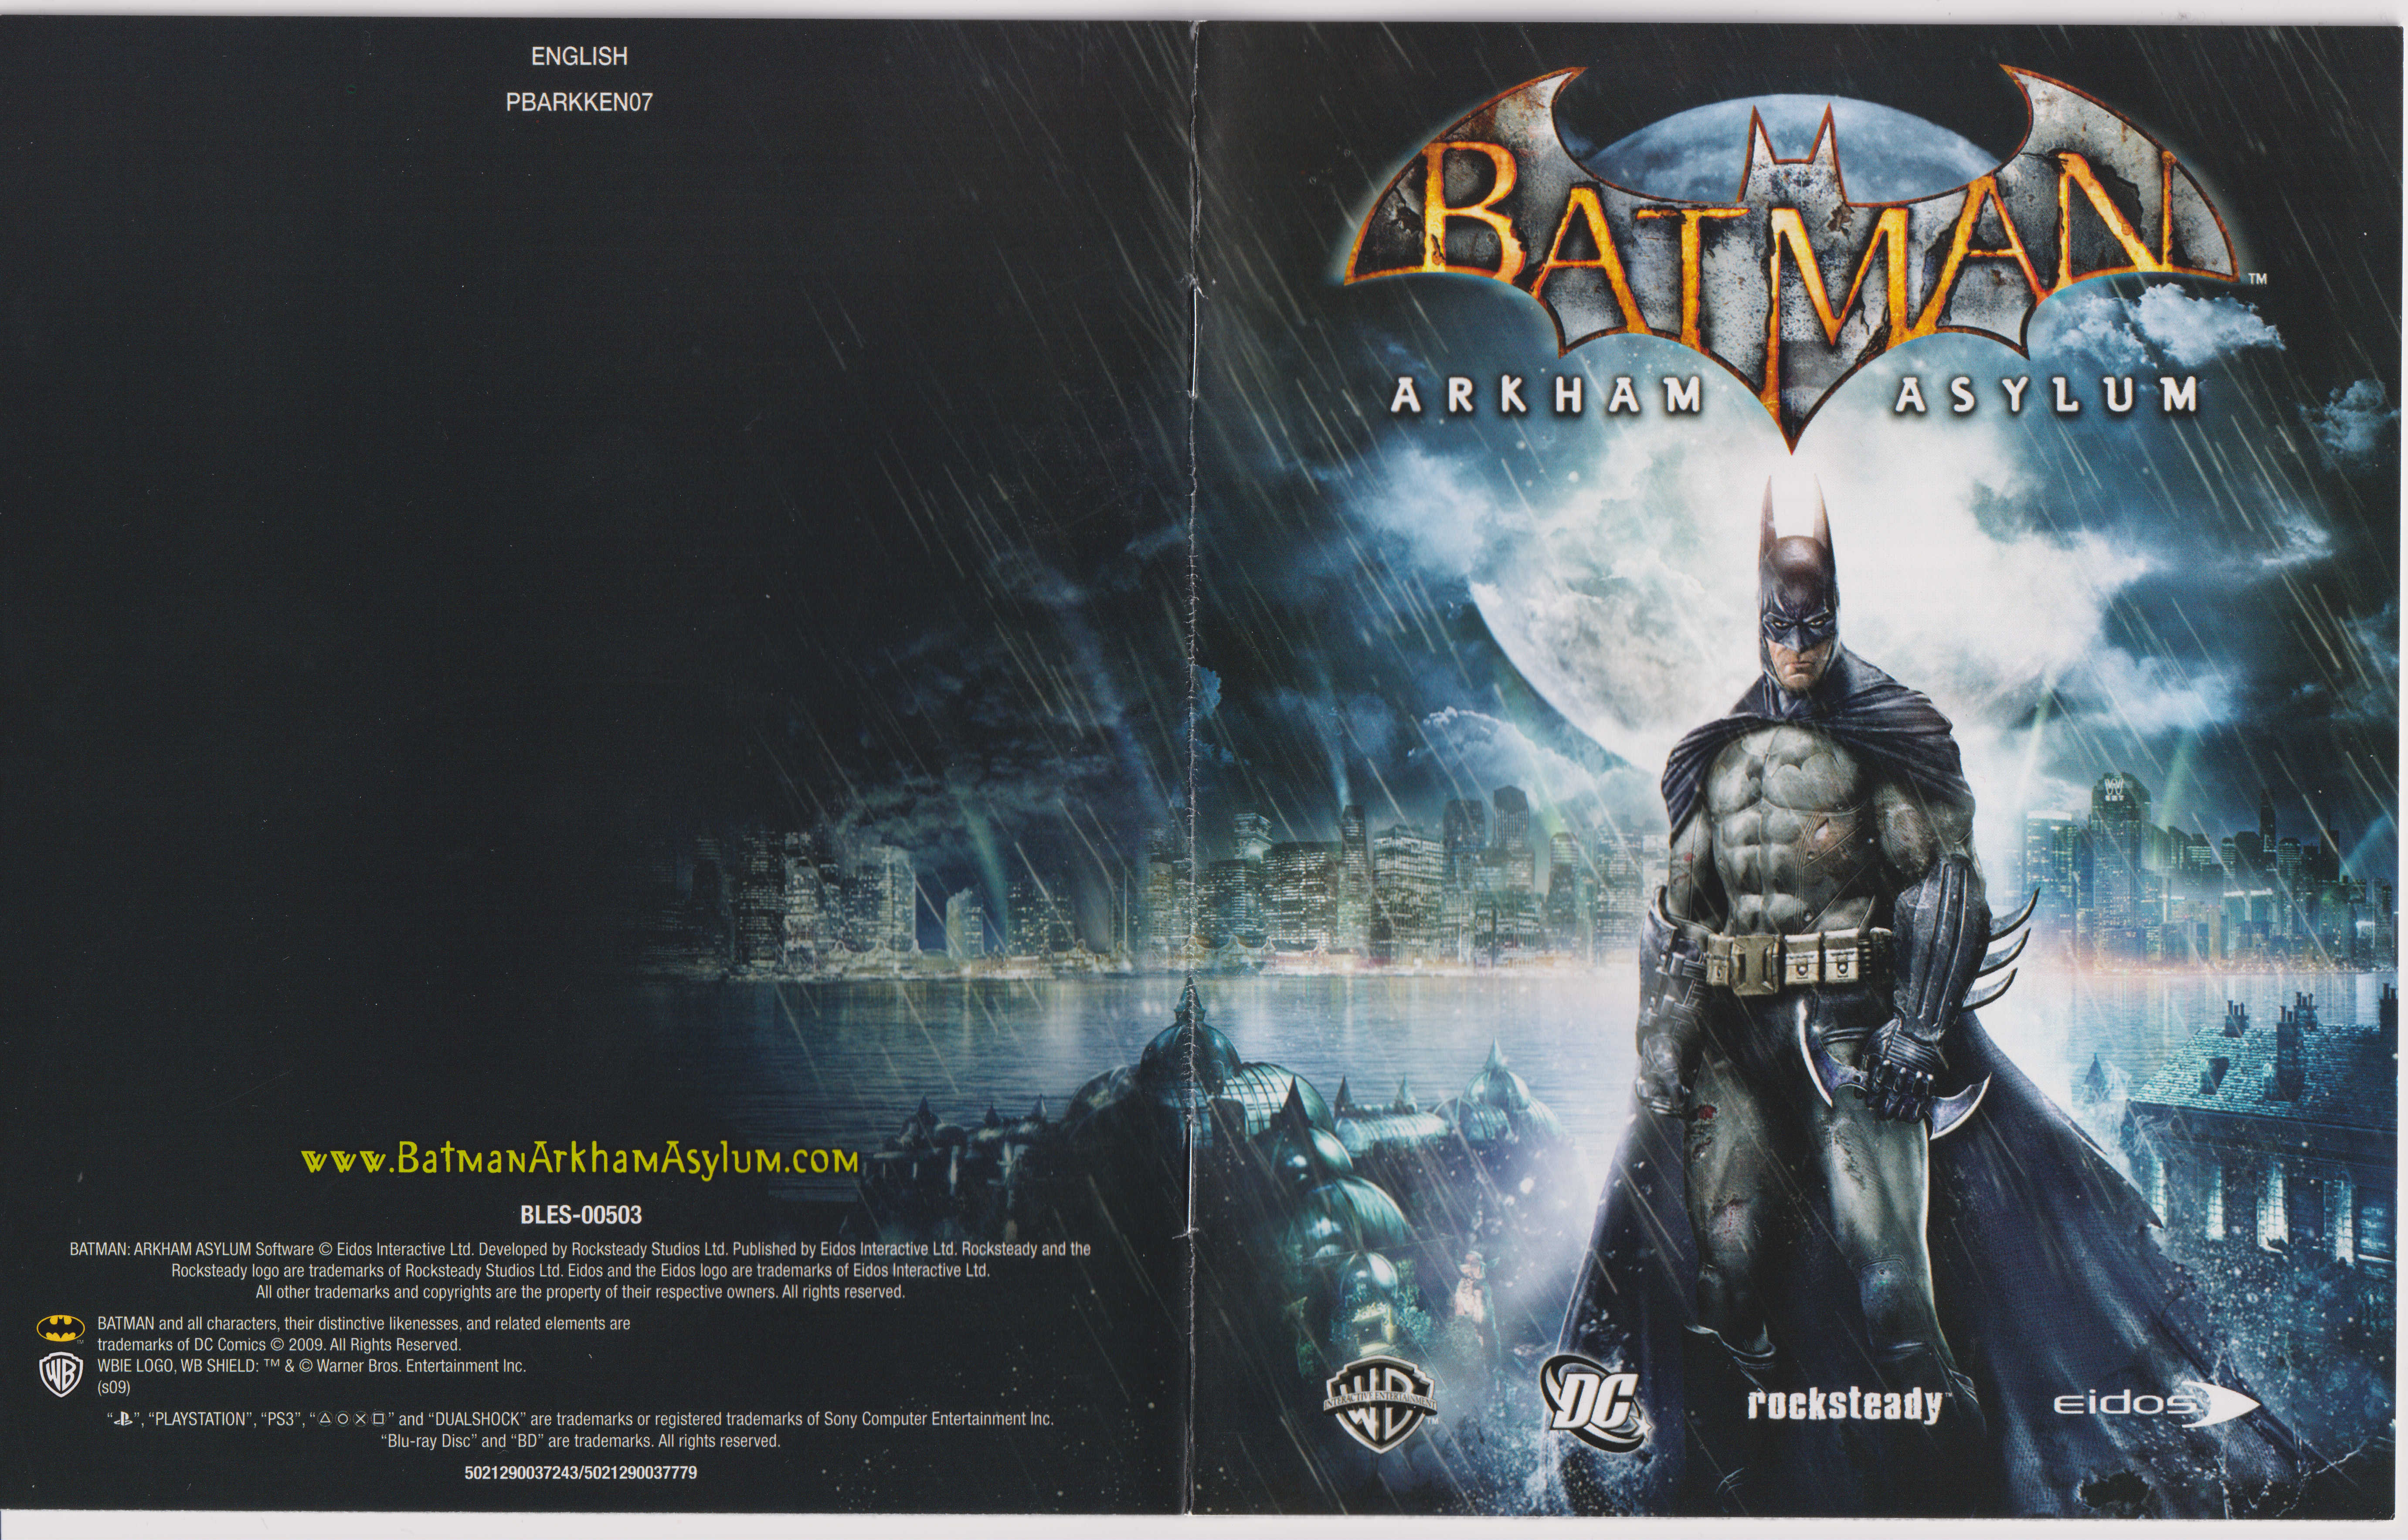 ENGLISH
PBARKKEN07
www.BatmanArkhamAsylum.com
BLES-00503
BATMAN: ARKHAM ASYLUM Software © Eidos Interactive Ltd. Developed by Rocksteady Studios Ltd. Published by Eidos Interactive Ltd. Rocksteady and the
Rocksteady logo are trademarks of Rocksteady Studios Ltd. Eidos and the Eidos logo are trademarks of Eidos Interactive Ltd.
All other trademarks and copyrights are the property of their respective owners. All rights reserved.
BATMAN and all characters, their distinctive likenesses, and related elements are
trademarks of DC Comics © 2009. All Rights Reserved.
WB
WBIE LOGO, WB SHIELD: ™ & © Warner Bros. Entertainment Inc.
(s09)
“ ”, “PLAYSTATION”, “PS3”, “△○✕□” and “DUALSHOCK” are trademarks or registered trademarks of Sony Computer Entertainment Inc.
“Blu-ray Disc” and “BD” are trademarks. All rights reserved.
5021290037243/5021290037779
BATMAN™
ARKHAM ASYLUM
WB INTERACTIVE ENTERTAINMENT™
DC
rocksteady™
eidos